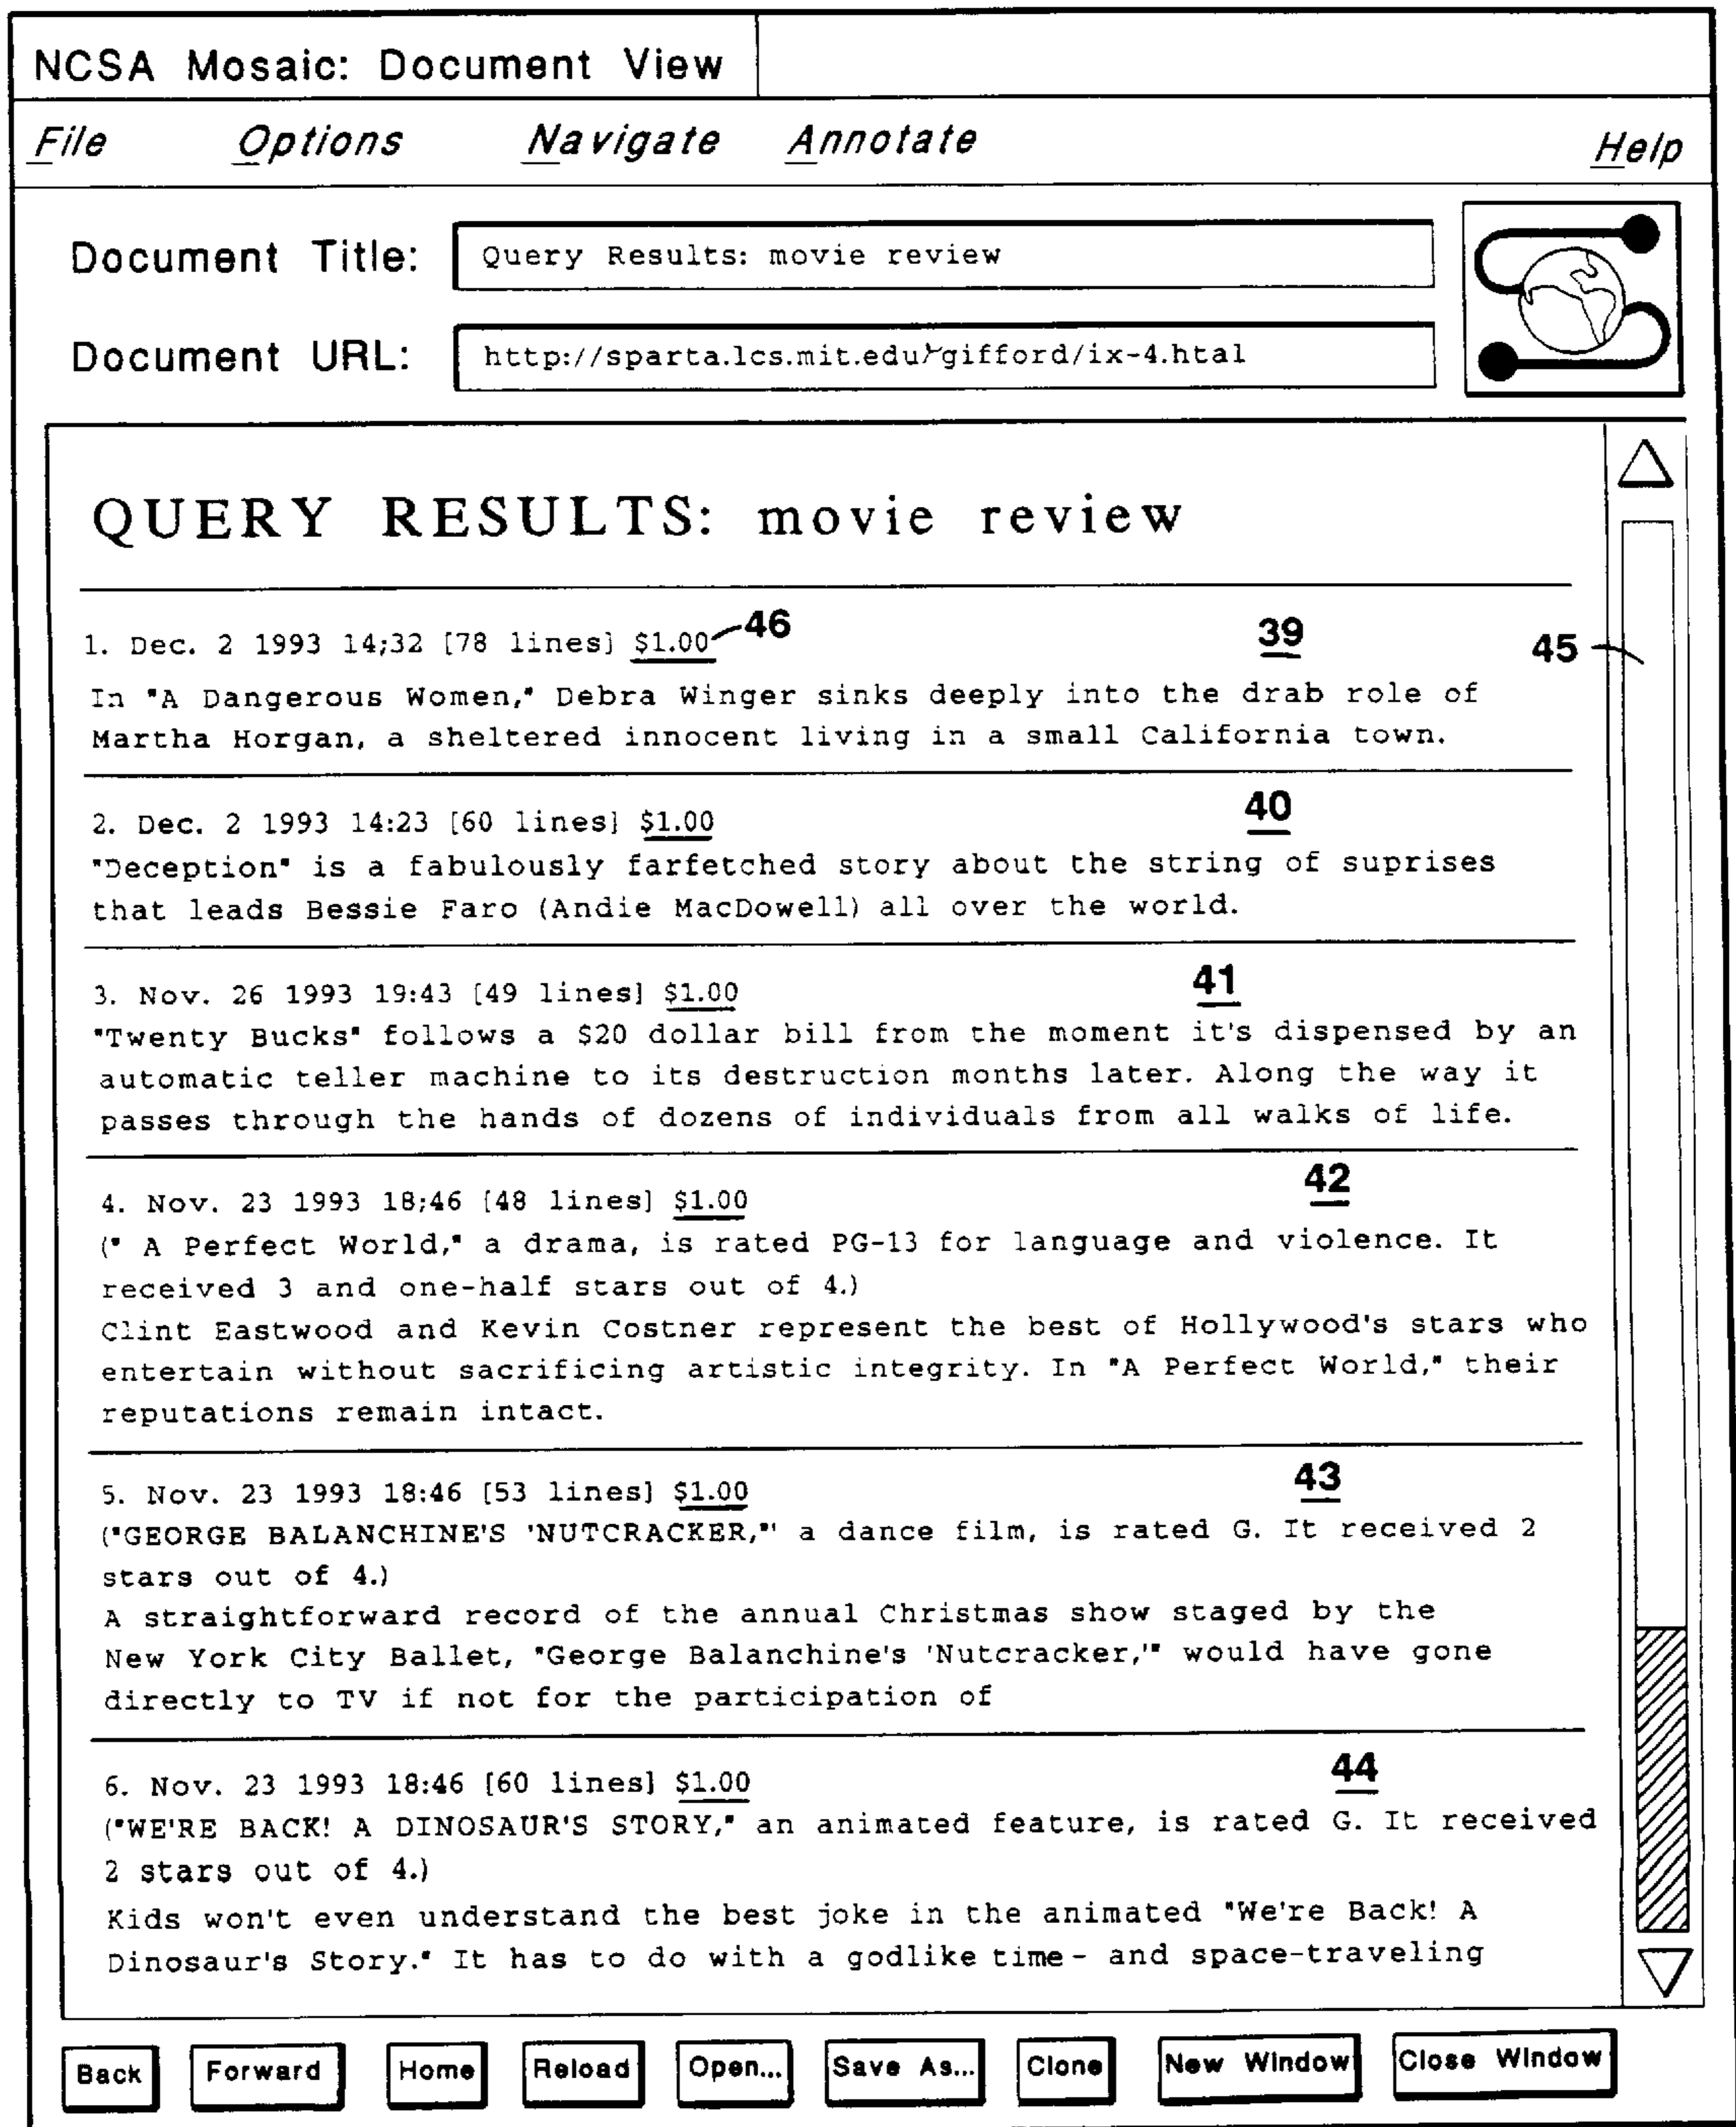 NCSA Mosaic: Document View
File Options Navigate Annotate Help
Document Title: Query Results: movie review
Document URL: http://sparta.lcs.mit.edu/gifford/ix-4.htal
QUERY RESULTS: movie review
1. Dec. 2 1993 14;32 [78 lines] $1.00 46 39 45
In "A Dangerous Women," Debra Winger sinks deeply into the drab role of
Martha Horgan, a sheltered innocent living in a small California town.
2. Dec. 2 1993 14:23 [60 lines] $1.00 40
"Deception" is a fabulously farfetched story about the string of suprises
that leads Bessie Faro (Andie MacDowell) all over the world.
3. Nov. 26 1993 19:43 [49 lines] $1.00 41
"Twenty Bucks" follows a $20 dollar bill from the moment it's dispensed by an
automatic teller machine to its destruction months later. Along the way it
passes through the hands of dozens of individuals from all walks of life.
4. Nov. 23 1993 18;46 [48 lines] $1.00 42
(" A Perfect World," a drama, is rated PG-13 for language and violence. It
received 3 and one-half stars out of 4.)
Clint Eastwood and Kevin Costner represent the best of Hollywood's stars who
entertain without sacrificing artistic integrity. In "A Perfect World," their
reputations remain intact.
5. Nov. 23 1993 18:46 [53 lines] $1.00 43
("GEORGE BALANCHINE'S 'NUTCRACKER,"' a dance film, is rated G. It received 2
stars out of 4.)
A straightforward record of the annual Christmas show staged by the
New York City Ballet, "George Balanchine's 'Nutcracker,'" would have gone
directly to TV if not for the participation of
6. Nov. 23 1993 18:46 [60 lines] $1.00 44
("WE'RE BACK! A DINOSAUR'S STORY," an animated feature, is rated G. It received
2 stars out of 4.)
Kids won't even understand the best joke in the animated "We're Back! A
Dinosaur's Story." It has to do with a godlike time- and space-traveling
Back Forward Home Reload Open... Save As... Clone New Window Close Window